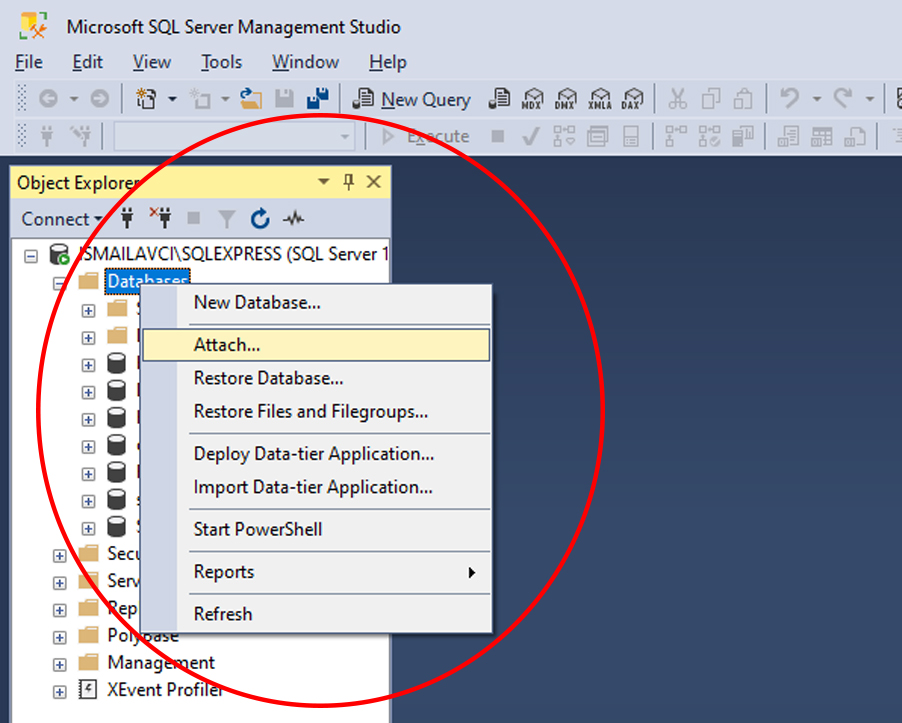 Microsoft SQL Server Management Studio
File Edit View Tools Window Help
New Query MDX DMX XMLA DAX
Execute
Object Explorer
Connect
ISMAILAVCI\SQLEXPRESS (SQL Server 1
Databases
New Database...
Attach...
Restore Database...
Restore Files and Filegroups...
Deploy Data-tier Application...
Import Data-tier Application...
Start PowerShell
Reports
Refresh
Secu
Serv
Rep
PolyBase
Management
XEvent Profiler